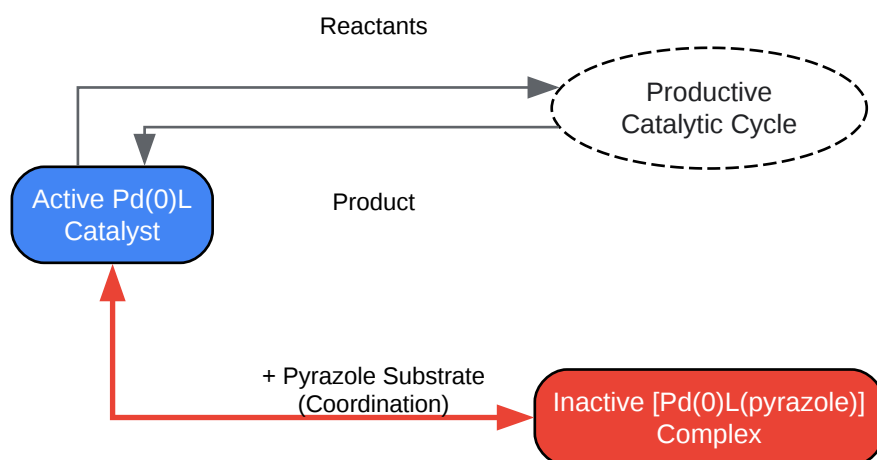 Reactants
Productive
Catalytic Cycle
Active Pd(0)L
Catalyst
Product
+ Pyrazole Substrate
(Coordination)
Inactive [Pd(0)L(pyrazole)]
Complex